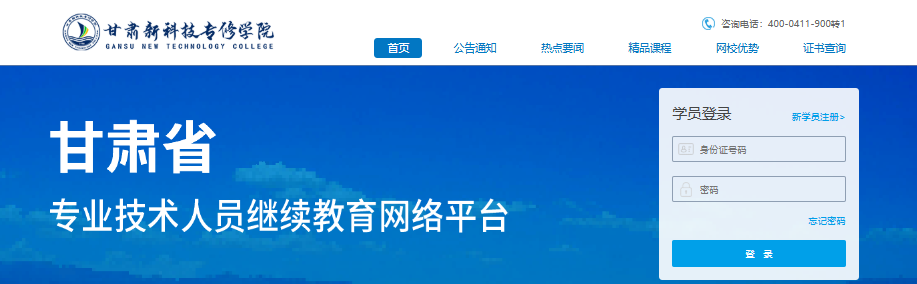 甘肃新科技专修学院
GANSU NEW TECHNOLOGY COLLEGE
咨询电话：400-0411-900转1
首页 公告通知 热点要闻 精品课程 网校优势 证书查询
甘肃省
专业技术人员继续教育网络平台
学员登录 新学员注册>
身份证号码
密码
忘记密码
登 录